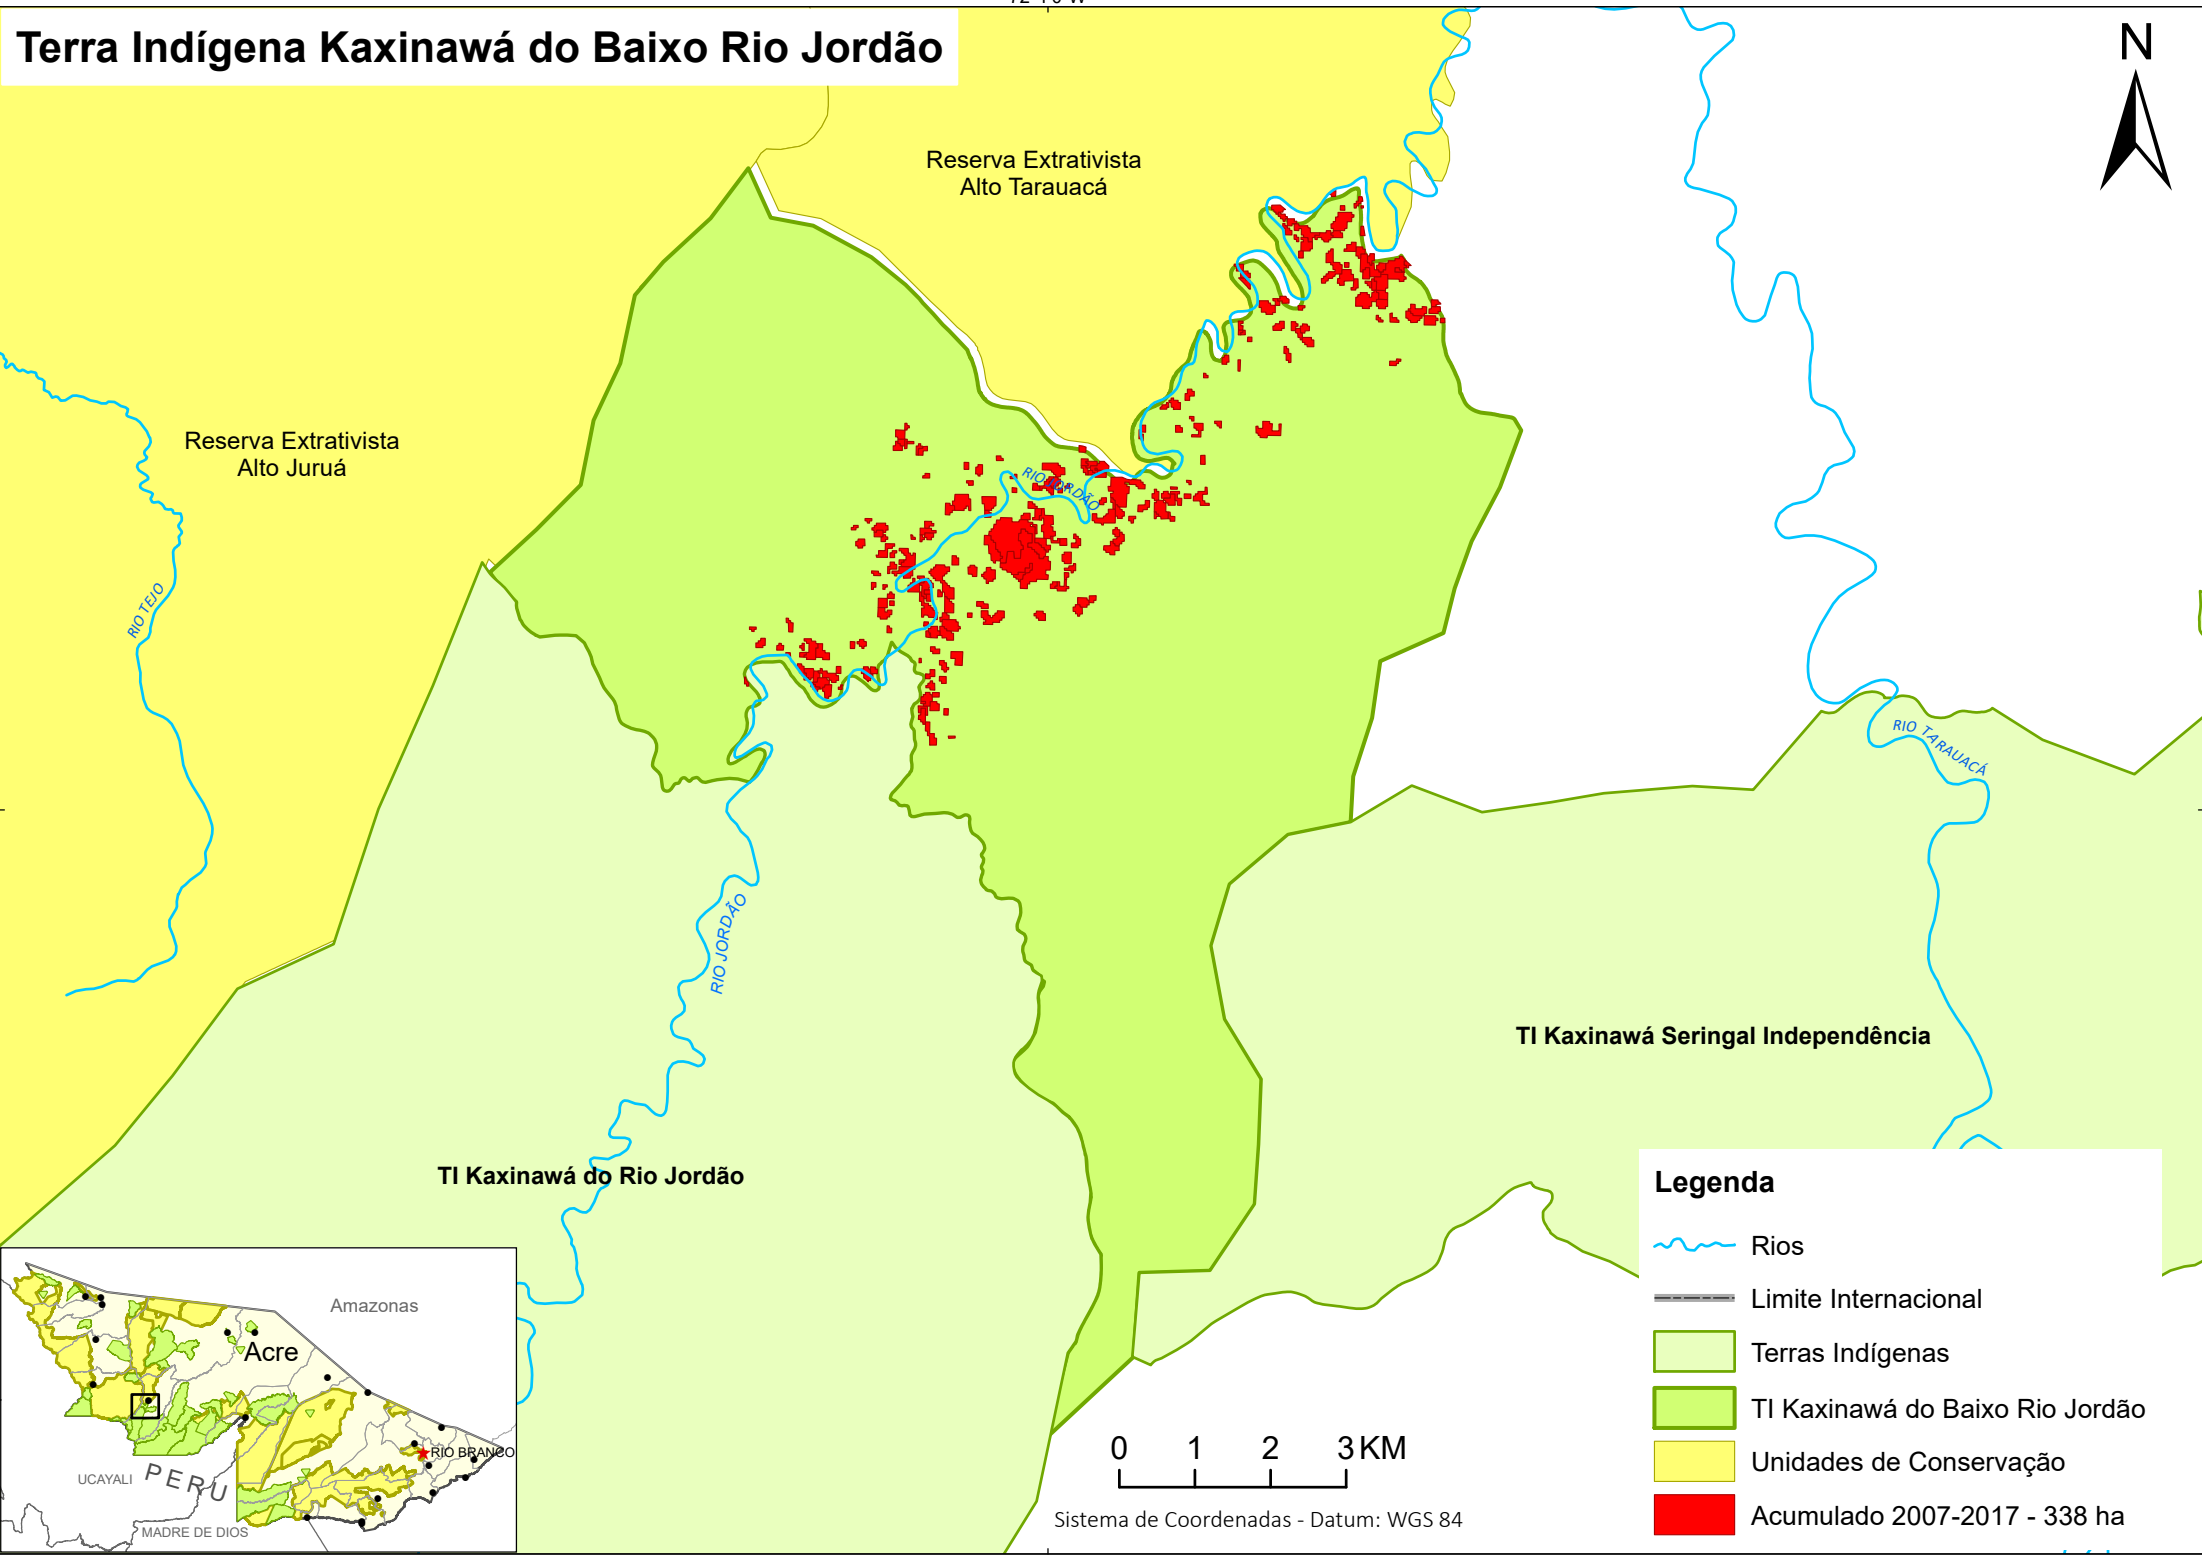 Terra Indígena Kaxinawá do Baixo Rio Jordão
N
Reserva Extrativista
Alto Tarauacá
Reserva Extrativista
Alto Juruá
RIO JORDÃO
RIO TEJO
RIO TARAUACÁ
RIO JORDÃO
TI Kaxinawá Seringal Independência
TI Kaxinawá do Rio Jordão
Legenda
Rios
Limite Internacional
Terras Indígenas
TI Kaxinawá do Baixo Rio Jordão
Unidades de Conservação
Acumulado 2007-2017 - 338 ha
Amazonas
Acre
RIO BRANCO
UCAYALI
PERU
MADRE DE DIOS
0 1 2 3 KM
Sistema de Coordenadas - Datum: WGS 84